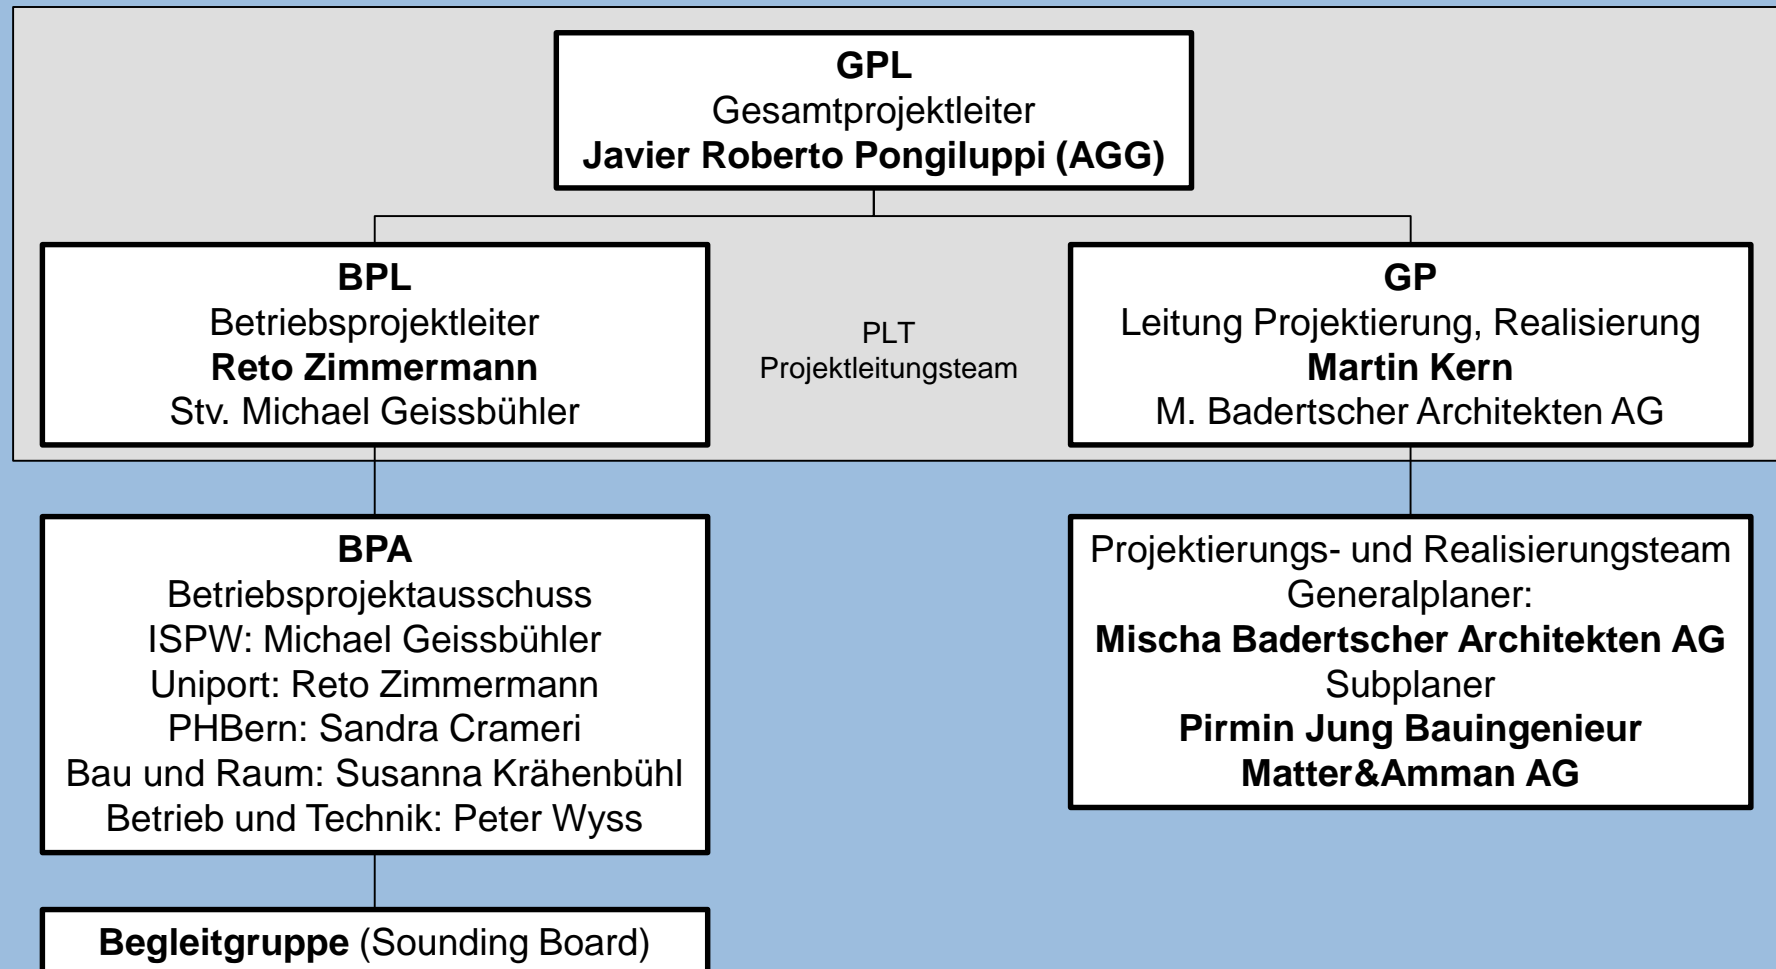 GPL
Gesamtprojektleiter
Javier Roberto Pongiluppi (AGG)
BPL
Betriebsprojektleiter
Reto Zimmermann
Stv. Michael Geissbühler
PLT
Projektleitungsteam
GP
Leitung Projektierung, Realisierung
Martin Kern
M. Badertscher Architekten AG
BPA
Betriebsprojektausschuss
ISPW: Michael Geissbühler
Uniport: Reto Zimmermann
PHBern: Sandra Crameri
Bau und Raum: Susanna Krähenbühl
Betrieb und Technik: Peter Wyss
Projektierungs- und Realisierungsteam
Generalplaner:
Mischa Badertscher Architekten AG
Subplaner
Pirmin Jung Bauingenieur
Matter&Amman AG
Begleitgruppe (Sounding Board)